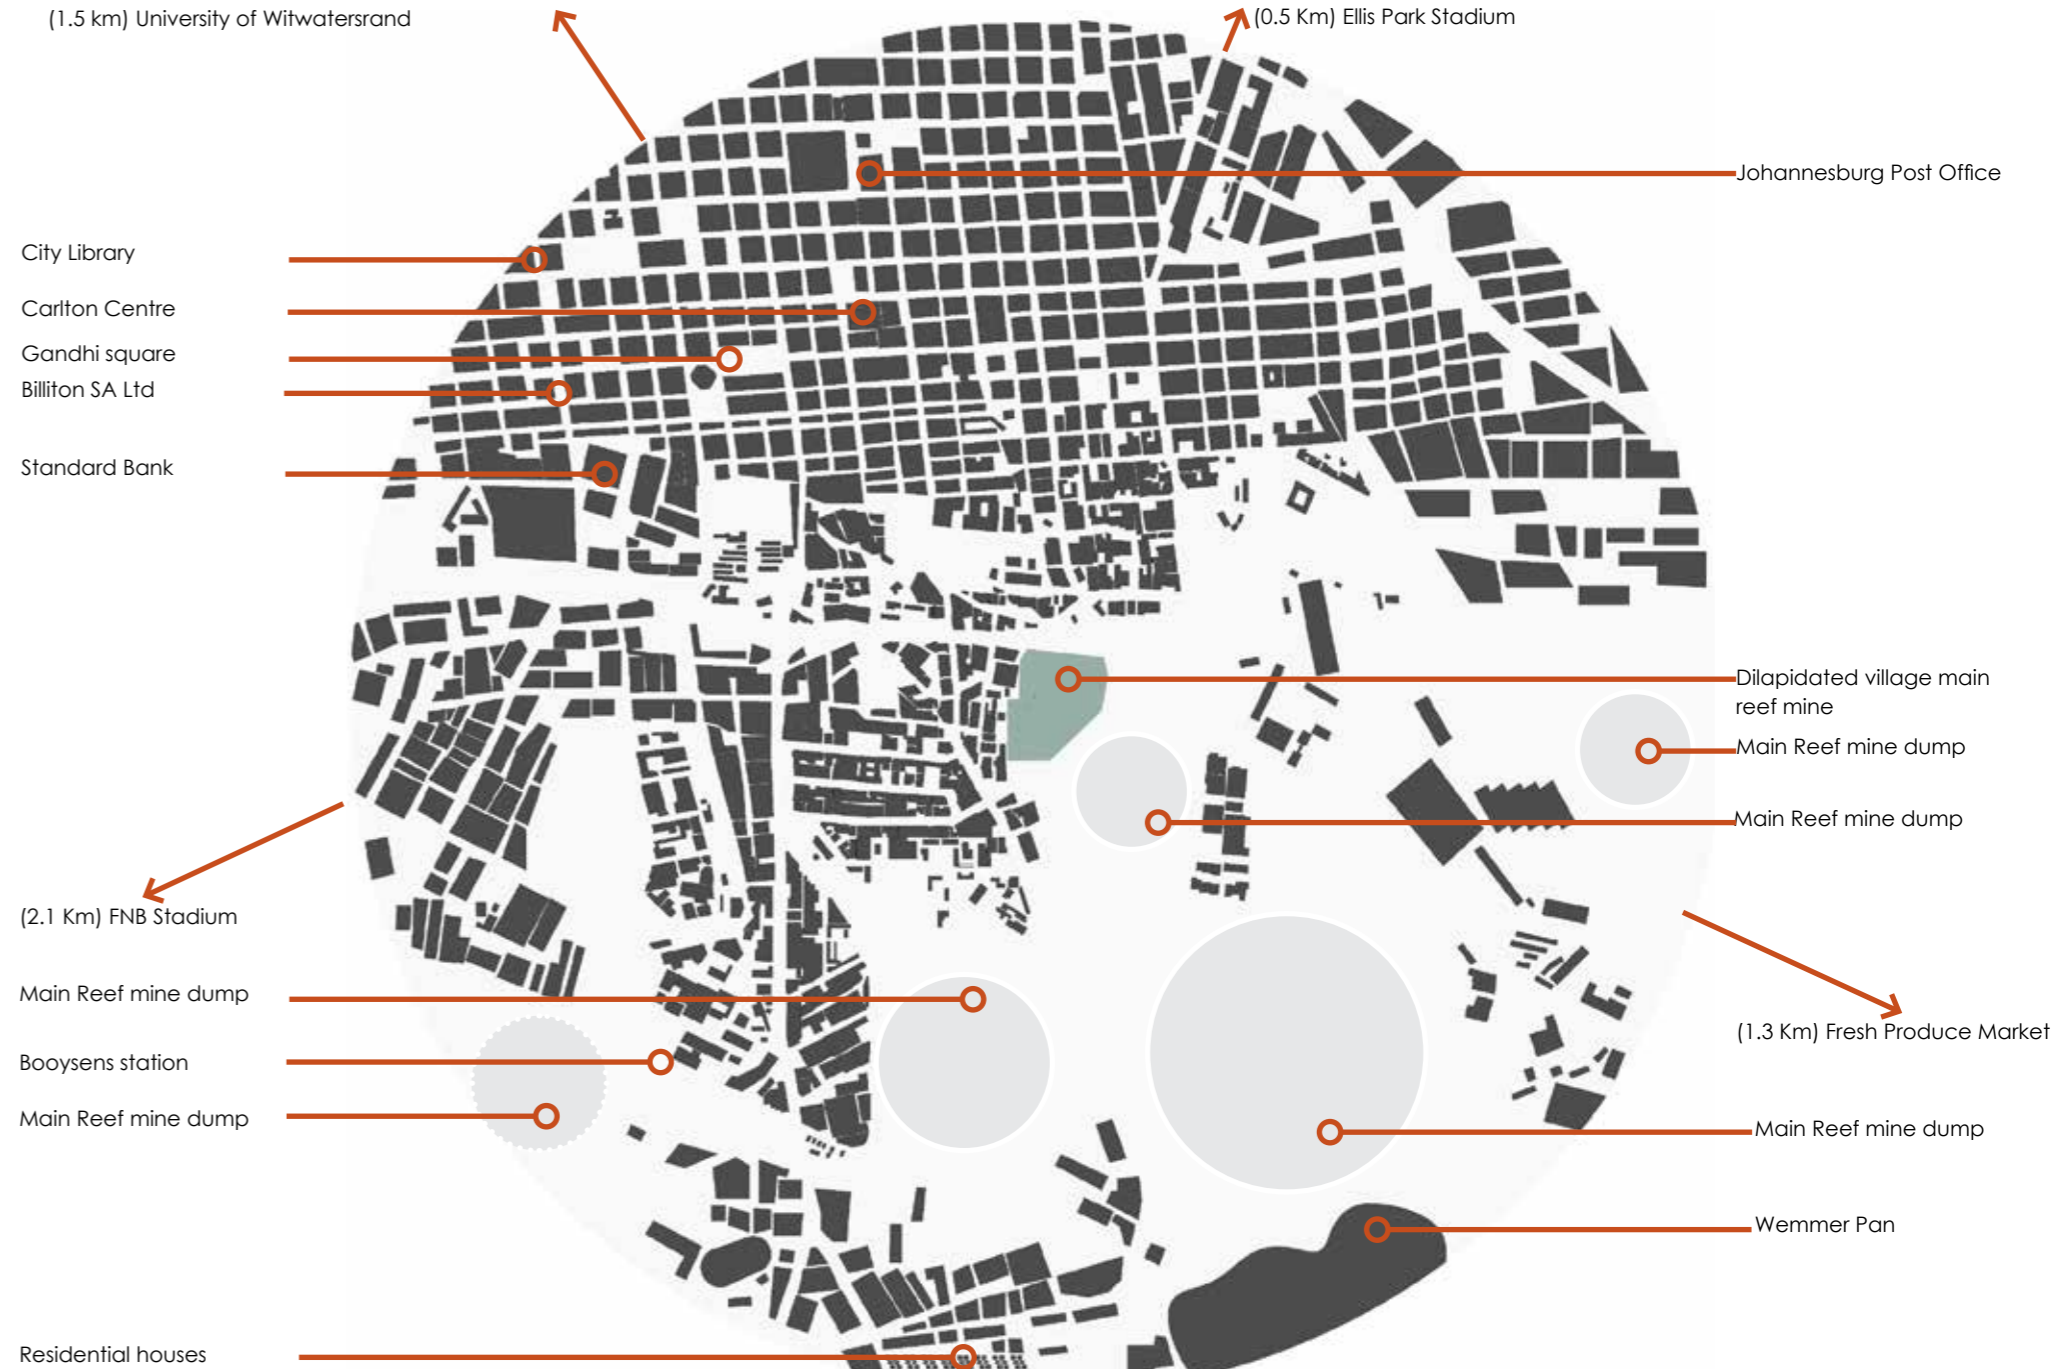 (1.5 km) University of Witwatersrand
(0.5 Km) Ellis Park Stadium
Johannesburg Post Office
City Library
Carlton Centre
Gandhi square
Billiton SA Ltd
Standard Bank
Dilapidated village main
reef mine
Main Reef mine dump
Main Reef mine dump
(2.1 Km) FNB Stadium
Main Reef mine dump
(1.3 Km) Fresh Produce Market
Booysens station
Main Reef mine dump
Main Reef mine dump
Wemmer Pan
Residential houses